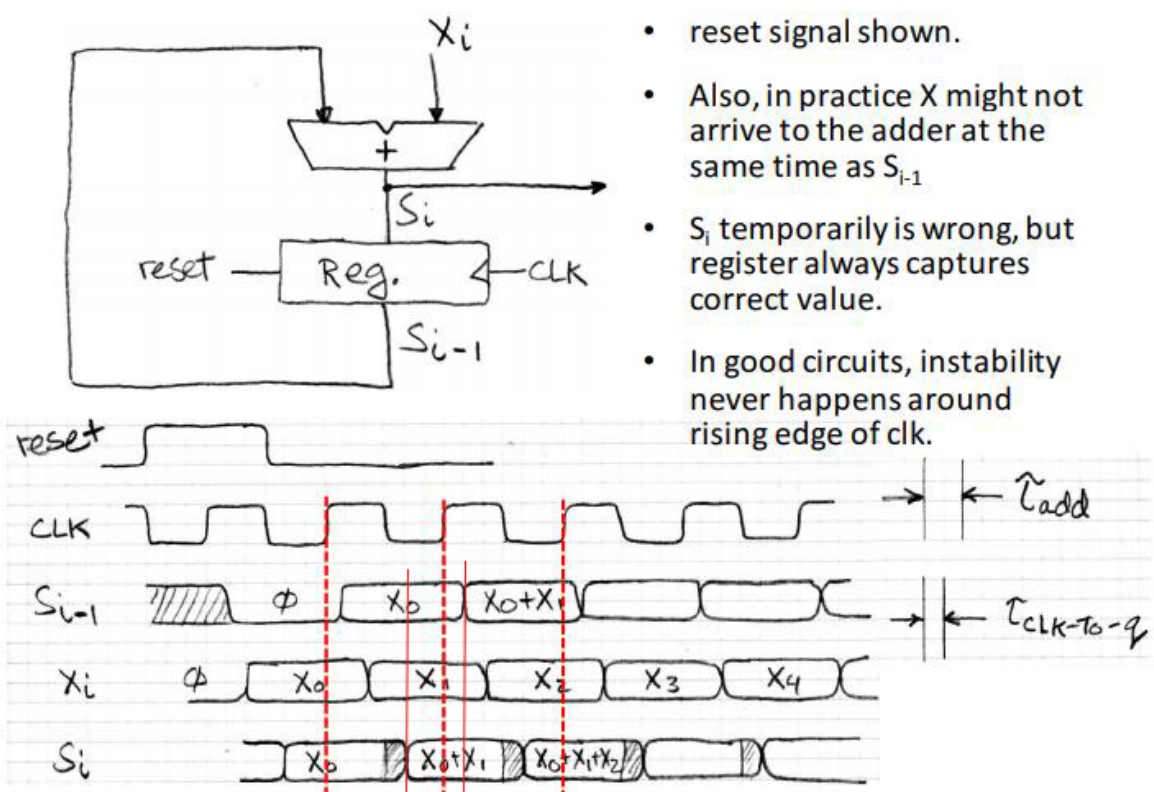 Xi
+
Si
reset
Reg.
CLK
Si-1
• reset signal shown.
• Also, in practice X might not
arrive to the adder at the
same time as Si-1
• Si temporarily is wrong, but
register always captures
correct value.
• In good circuits, instability
never happens around
rising edge of clk.
reset
CLK
τadd
Si-1 ϕ X0 X0+X1
τCLK-TO-q
Xi ϕ X0 X1 X2 X3 X4
Si X0 X0+X1 X0+X1+X2